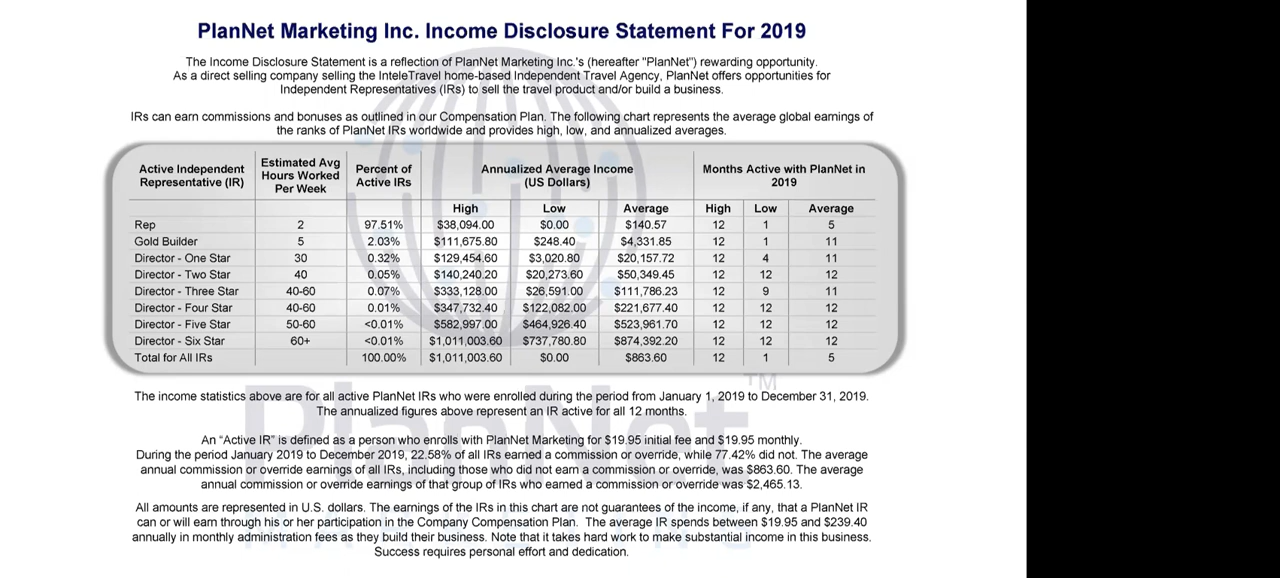 PlanNet Marketing Inc. Income Disclosure Statement For 2019
The Income Disclosure Statement is a reflection of PlanNet Marketing Inc.'s (hereafter "PlanNet") rewarding opportunity.
As a direct selling company selling the InteleTravel home-based Independent Travel Agency, PlanNet offers opportunities for
Independent Representatives (IRs) to sell the travel product and/or build a business.
IRs can earn commissions and bonuses as outlined in our Compensation Plan. The following chart represents the average global earnings of
the ranks of PlanNet IRs worldwide and provides high, low, and annualized averages.
Active Independent Representative (IR) Estimated Avg Hours Worked Per Week Percent of Active IRs Annualized Average Income (US Dollars) Months Active with PlanNet in 2019
High Low Average High Low Average
Rep 2 97.51% $38,094.00 $0.00 $140.57 12 1 5
Gold Builder 5 2.03% $111,675.80 $248.40 $4,331.85 12 1 11
Director - One Star 30 0.32% $129,454.60 $3,020.80 $20,157.72 12 4 11
Director - Two Star 40 0.05% $140,240.20 $20,273.60 $50,349.45 12 12 12
Director - Three Star 40-60 0.07% $333,128.00 $26,591.00 $111,786.23 12 9 11
Director - Four Star 40-60 0.01% $347,732.40 $122,082.00 $221,677.40 12 12 12
Director - Five Star 50-60 <0.01% $582,997.00 $464,926.40 $523,961.70 12 12 12
Director - Six Star 60+ <0.01% $1,011,003.60 $737,780.80 $874,392.20 12 12 12
Total for All IRs 100.00% $1,011,003.60 $0.00 $863.60 12 1 5
PlanNet TM
The income statistics above are for all active PlanNet IRs who were enrolled during the period from January 1, 2019 to December 31, 2019.
The annualized figures above represent an IR active for all 12 months.
An "Active IR" is defined as a person who enrolls with PlanNet Marketing for $19.95 initial fee and $19.95 monthly.
During the period January 2019 to December 2019, 22.58% of all IRs earned a commission or override, while 77.42% did not. The average
annual commission or override earnings of all IRs, including those who did not earn a commission or override, was $863.60. The average
annual commission or override earnings of that group of IRs who earned a commission or override was $2,465.13.
All amounts are represented in U.S. dollars. The earnings of the IRs in this chart are not guarantees of the income, if any, that a PlanNet IR
can or will earn through his or her participation in the Company Compensation Plan. The average IR spends between $19.95 and $239.40
annually in monthly administration fees as they build their business. Note that it takes hard work to make substantial income in this business.
Success requires personal effort and dedication.